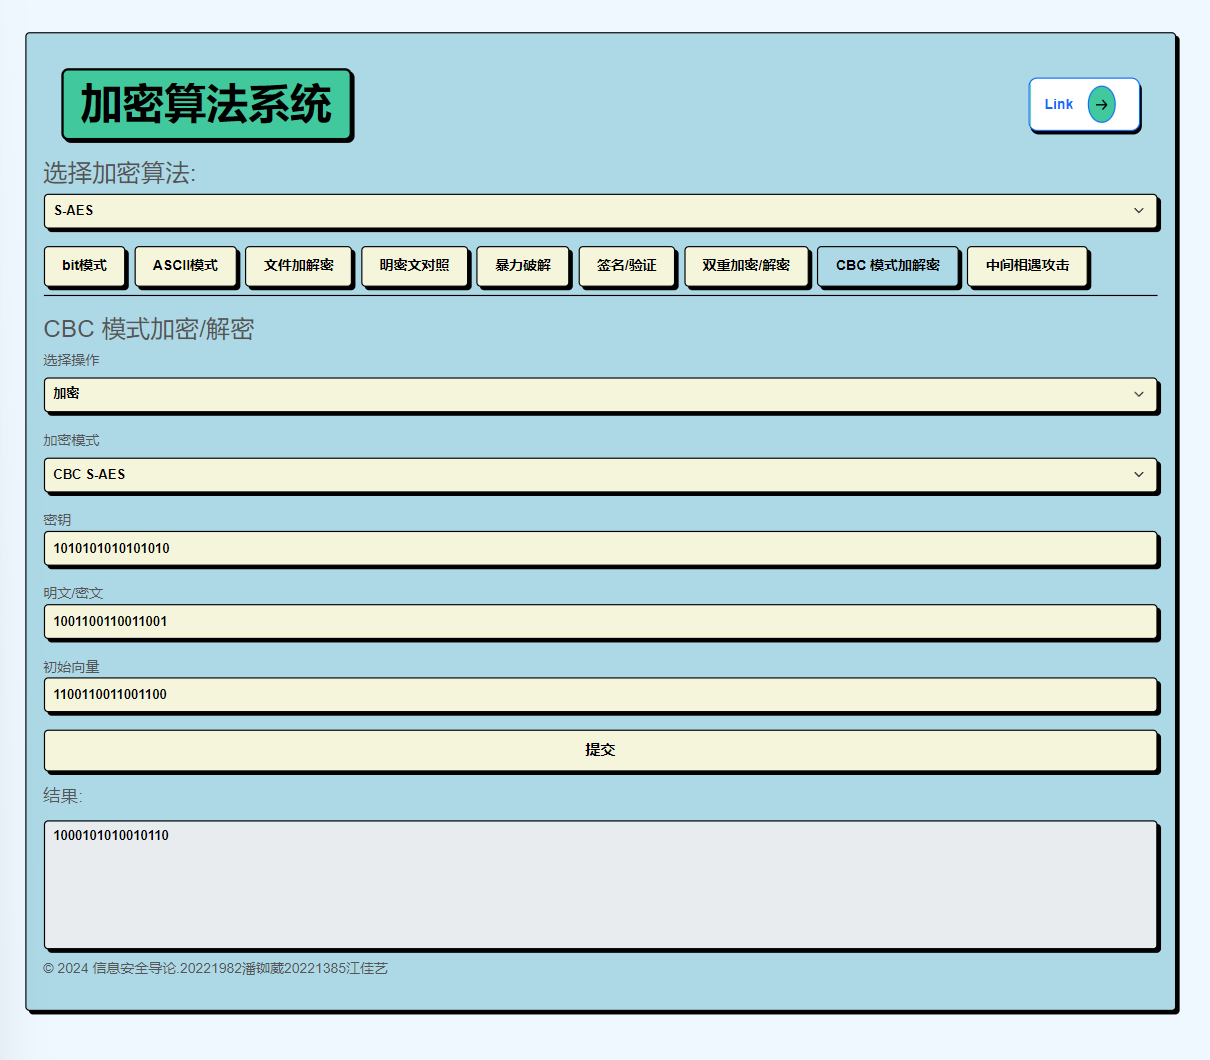 加密算法系统
Link
选择加密算法:
S-AES
bit模式 ASCII模式 文件加解密 明密文对照 暴力破解 签名/验证 双重加密/解密 CBC 模式加解密 中间相遇攻击
CBC 模式加密/解密
选择操作
加密
加密模式
CBC S-AES
密钥
1010101010101010
明文/密文
1001100110011001
初始向量
1100110011001100
提交
结果:
1000101010010110
© 2024 信息安全导论.20221982潘铷葳20221385江佳艺